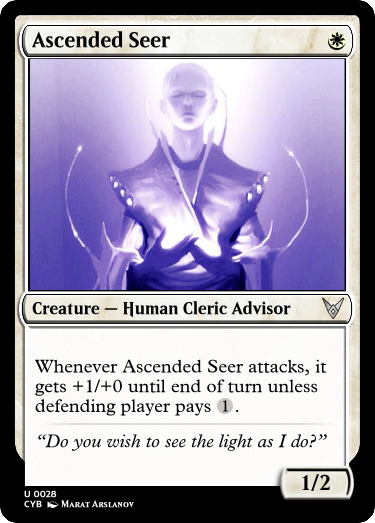 Ascended Seer
Creature — Human Cleric Advisor
Whenever Ascended Seer attacks, it
gets +1/+0 until end of turn unless
defending player pays 1.
“Do you wish to see the light as I do?”
1/2
U 0028
CYB Marat Arslanov